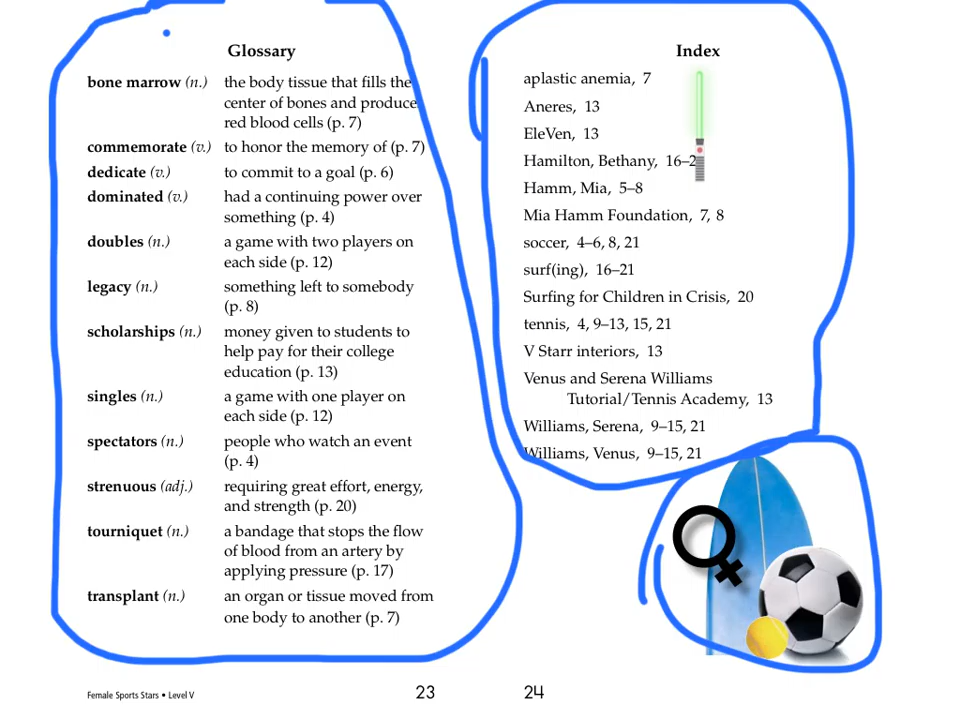 Glossary
bone marrow (n.) the body tissue that fills the
center of bones and produce
red blood cells (p. 7)
commemorate (v.) to honor the memory of (p. 7)
dedicate (v.) to commit to a goal (p. 6)
dominated (v.) had a continuing power over
something (p. 4)
doubles (n.) a game with two players on
each side (p. 12)
legacy (n.) something left to somebody
(p. 8)
scholarships (n.) money given to students to
help pay for their college
education (p. 13)
singles (n.) a game with one player on
each side (p. 12)
spectators (n.) people who watch an event
(p. 4)
strenuous (adj.) requiring great effort, energy,
and strength (p. 20)
tourniquet (n.) a bandage that stops the flow
of blood from an artery by
applying pressure (p. 17)
transplant (n.) an organ or tissue moved from
one body to another (p. 7)
Female Sports Stars • Level V
23
Index
aplastic anemia, 7
Aneres, 13
EleVen, 13
Hamilton, Bethany, 16–2
Hamm, Mia, 5–8
Mia Hamm Foundation, 7, 8
soccer, 4–6, 8, 21
surf(ing), 16–21
Surfing for Children in Crisis, 20
tennis, 4, 9–13, 15, 21
V Starr interiors, 13
Venus and Serena Williams
Tutorial/Tennis Academy, 13
Williams, Serena, 9–15, 21
Williams, Venus, 9–15, 21
24